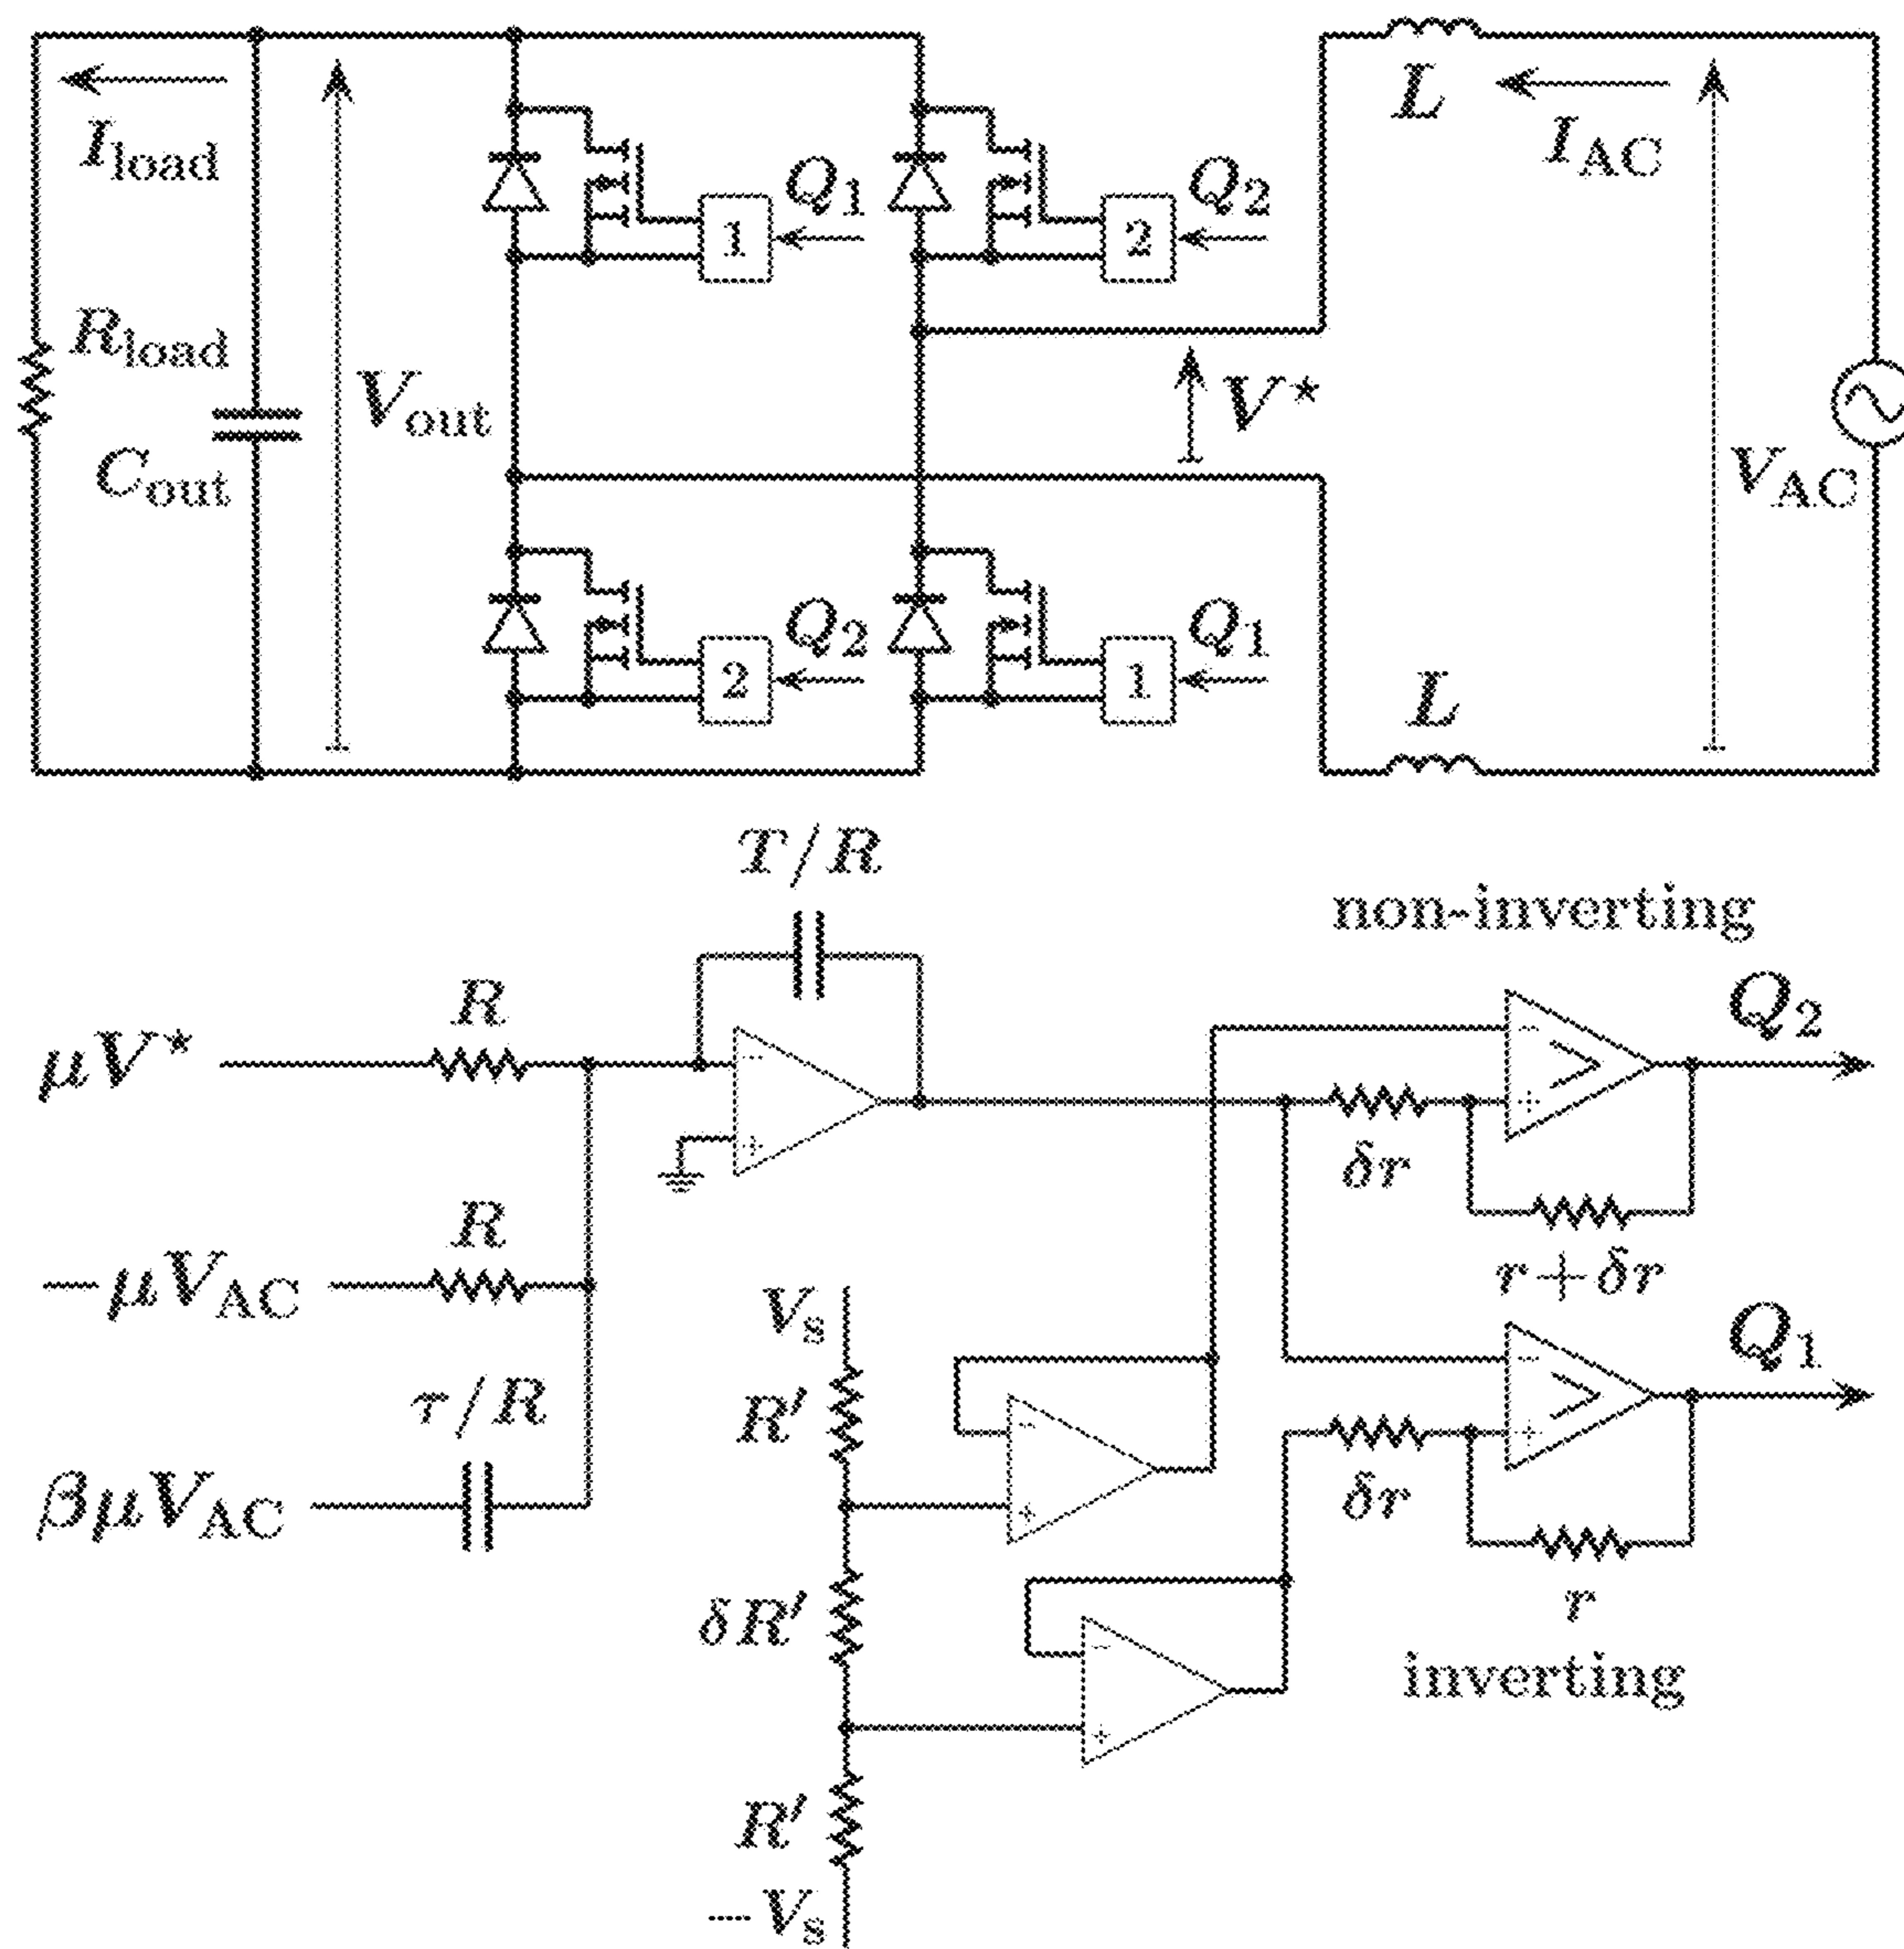 I_load
R_load
C_out
V_out
1
Q_1
2
Q_2
V*
L
I_AC
V_AC
2
Q_2
1
Q_1
L
T/R
non-inverting
μV*
R
Q_2
−μV_AC
R
δr
r+δr
βμV_AC
τ/R
V_s
R′
Q_1
δr
r
inverting
δR′
R′
−V_s